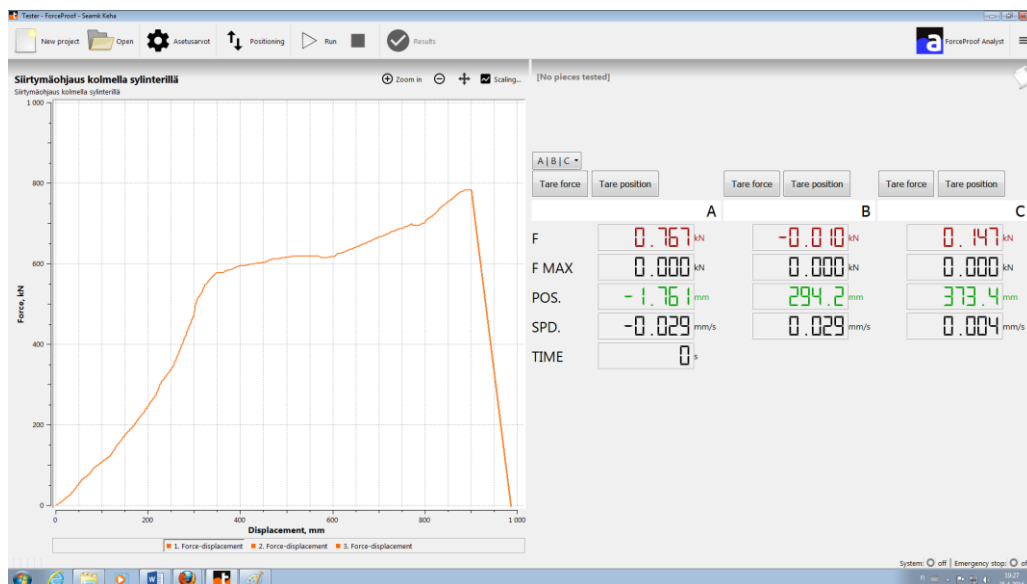 Tester - ForceProof - Seamk Keha
New project Open Asetusarvot Positioning Run Results ForceProof Analyst
Siirtymäohjaus kolmella sylinterillä Zoom in Scaling...
Siirtymäohjaus kolmella sylinterillä
[No pieces tested]
1 000
800
600
400
200
0
Force, kN
0 200 400 600 800 1 000
Displacement, mm
1. Force-displacement 2. Force-displacement 3. Force-displacement
A | B | C
Tare force Tare position Tare force Tare position Tare force Tare position
A B C
F 0.767 kN -0.010 kN 0.147 kN
F MAX 0.000 kN 0.000 kN 0.000 kN
POS. -1.761 mm 294.2 mm 373.4 mm
SPD. -0.029 mm/s 0.029 mm/s 0.004 mm/s
TIME 0 s
System: off | Emergency stop:
19:27